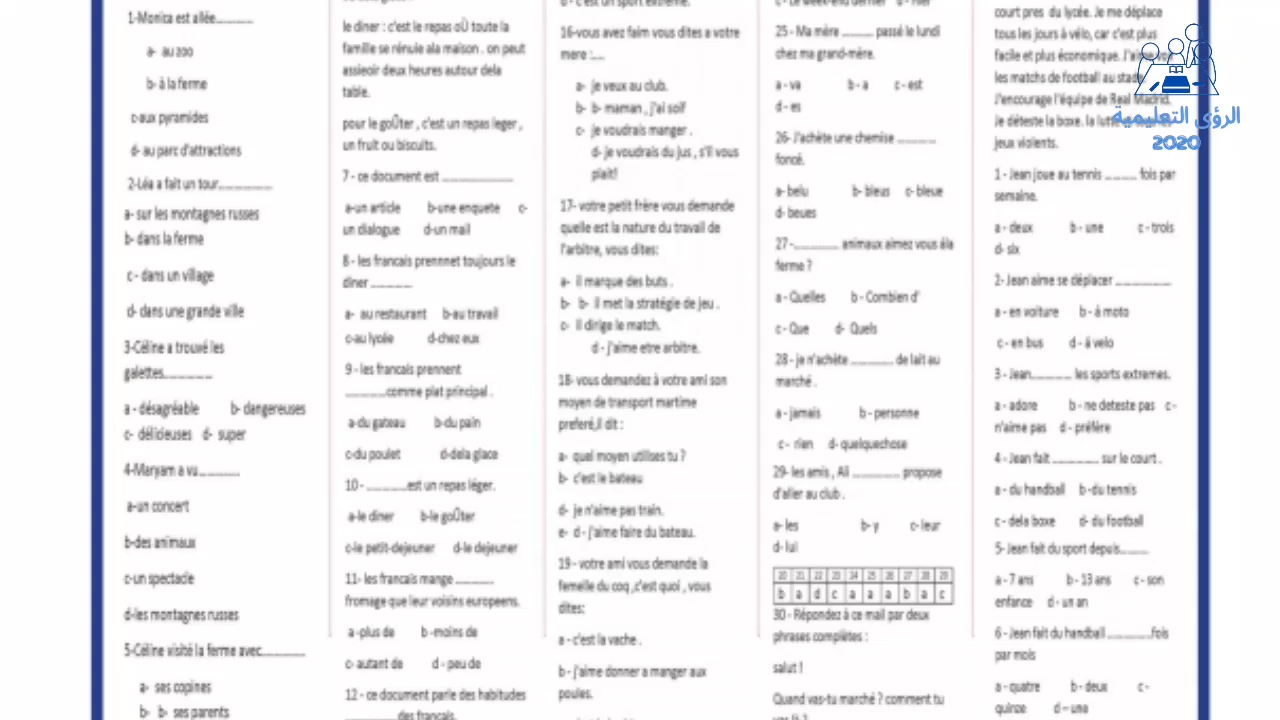 1-Monica est allée..............
a- au zoo
b- à la ferme
c-aux pyramides
d- au parc d'attractions
2-Léa a fait un tour....................
a- sur les montagnes russes
b- dans la ferme
c - dans un village
d- dans une grande ville
3-Céline a trouvé les
galettes..................
a - désagréable b- dangereuses
c- délicieuses d- super
4-Maryam a vu...............
a-un concert
b-des animaux
c-un spectacle
d-les montagnes russes
5-Céline visité la ferme avec................
a- ses copines
b- b- ses parents
le diner : c'est le repas oÙ toute la
famille se rénuie ala maison . on peut
assieoir deux heures autour dela
table.
pour le goÛter , c'est un repas leger ,
un fruit ou biscuits.
7 - ce document est ..........................
a-un article b-une enquete c-
un dialogue d-un mail
8 - les francais prennnet toujours le
diner ...............
a- au restaurant b-au travail
c-au lycée d-chez eux
9 - les francais prennent
...............comme plat principal .
a-du gateau b-du pain
c-du poulet d-dela glace
10 - ...............est un repas léger.
a-le diner b-le goÛter
c-le petit-dejeuner d-le dejeuner
11- les francais mange ..............
fromage que leur voisins europeens.
a -plus de b -moins de
c- autant de d - peu de
12 - ce document parle des habitudes
....................des francais.
d - c'est un sport extreme.
16-vous avez faim vous dites a votre
mere :.....
a- je veux au club.
b- b- maman , j'ai soif
c- je voudrais manger .
d- je voudrais du jus , s'il vous
plait!
17- votre petit frère vous demande
quelle est la nature du travail de
l'arbitre, vous dites:
a- il marque des buts .
b- b- il met la stratégie de jeu .
c- il dirige le match.
d - j'aime etre arbitre.
18- vous demandez à votre ami son
moyen de transport martime
preferé,il dit :
a- quel moyen utilises tu ?
b- c'est le bateau
d- je n'aime pas train.
e- d - j'aime faire du bateau.
19 - votre ami vous demande la
femelle du coq ,c'est quoi , vous
dites:
a - c'est la vache .
b - j'aime donner a manger aux
poules.
c - Le week-end dernier d - hier
25 - Ma mère ............ passé le lundi
chez ma grand-mère.
a - va b - a c - est
d - es
26- J'achète une chemise ..............
foncé.
a- belu b- bleus c- bleue
d- beues
27 -................. animaux aimez vous àla
ferme ?
a - Quelles b - Combien d'
c - Que d- Quels
28 - je n'achète ................ de lait au
marché .
a - jamais b - personne
c - rien d- quelquechose
29- les amis , Ali .................. propose
d'aller au club .
a- les b- y c- leur
d- lui
20 21 22 23 24 25 26 27 28 29
b a d c a a a b a c
30 - Répondez à ce mail par deux
phrases complètes :
salut !
Quand vas-tu marché ? comment tu
court pres du lycée. Je me déplace
tous les jours à vélo, car c'est plus
facile et plus économique. J'aime voir
les matchs de football au stade.
J'encourage l'équipe de Real Madrid.
Je déteste la boxe. la lutte
jeux violents.
1 - Jean joue au tennis ............ fois par
semaine.
a - deux b - une c - trois
d- six
2- Jean aime se déplacer .....................
a - en voiture b - á moto
c - en bus d - á velo
3 - Jean............... les sports extremes.
a - adore b - ne deteste pas c -
n'aime pas d - préfère
4 - Jean fait .................. sur le court .
a - du handball b -du tennis
c - dela boxe d- du football
5- Jean fait du sport depuis...........
a - 7 ans b - 13 ans c - son
enfance d - un an
6 - Jean fait du handball ................fois
par mois
a - quatre b - deux c -
quinze d – une
الرؤى التعليمية
2020